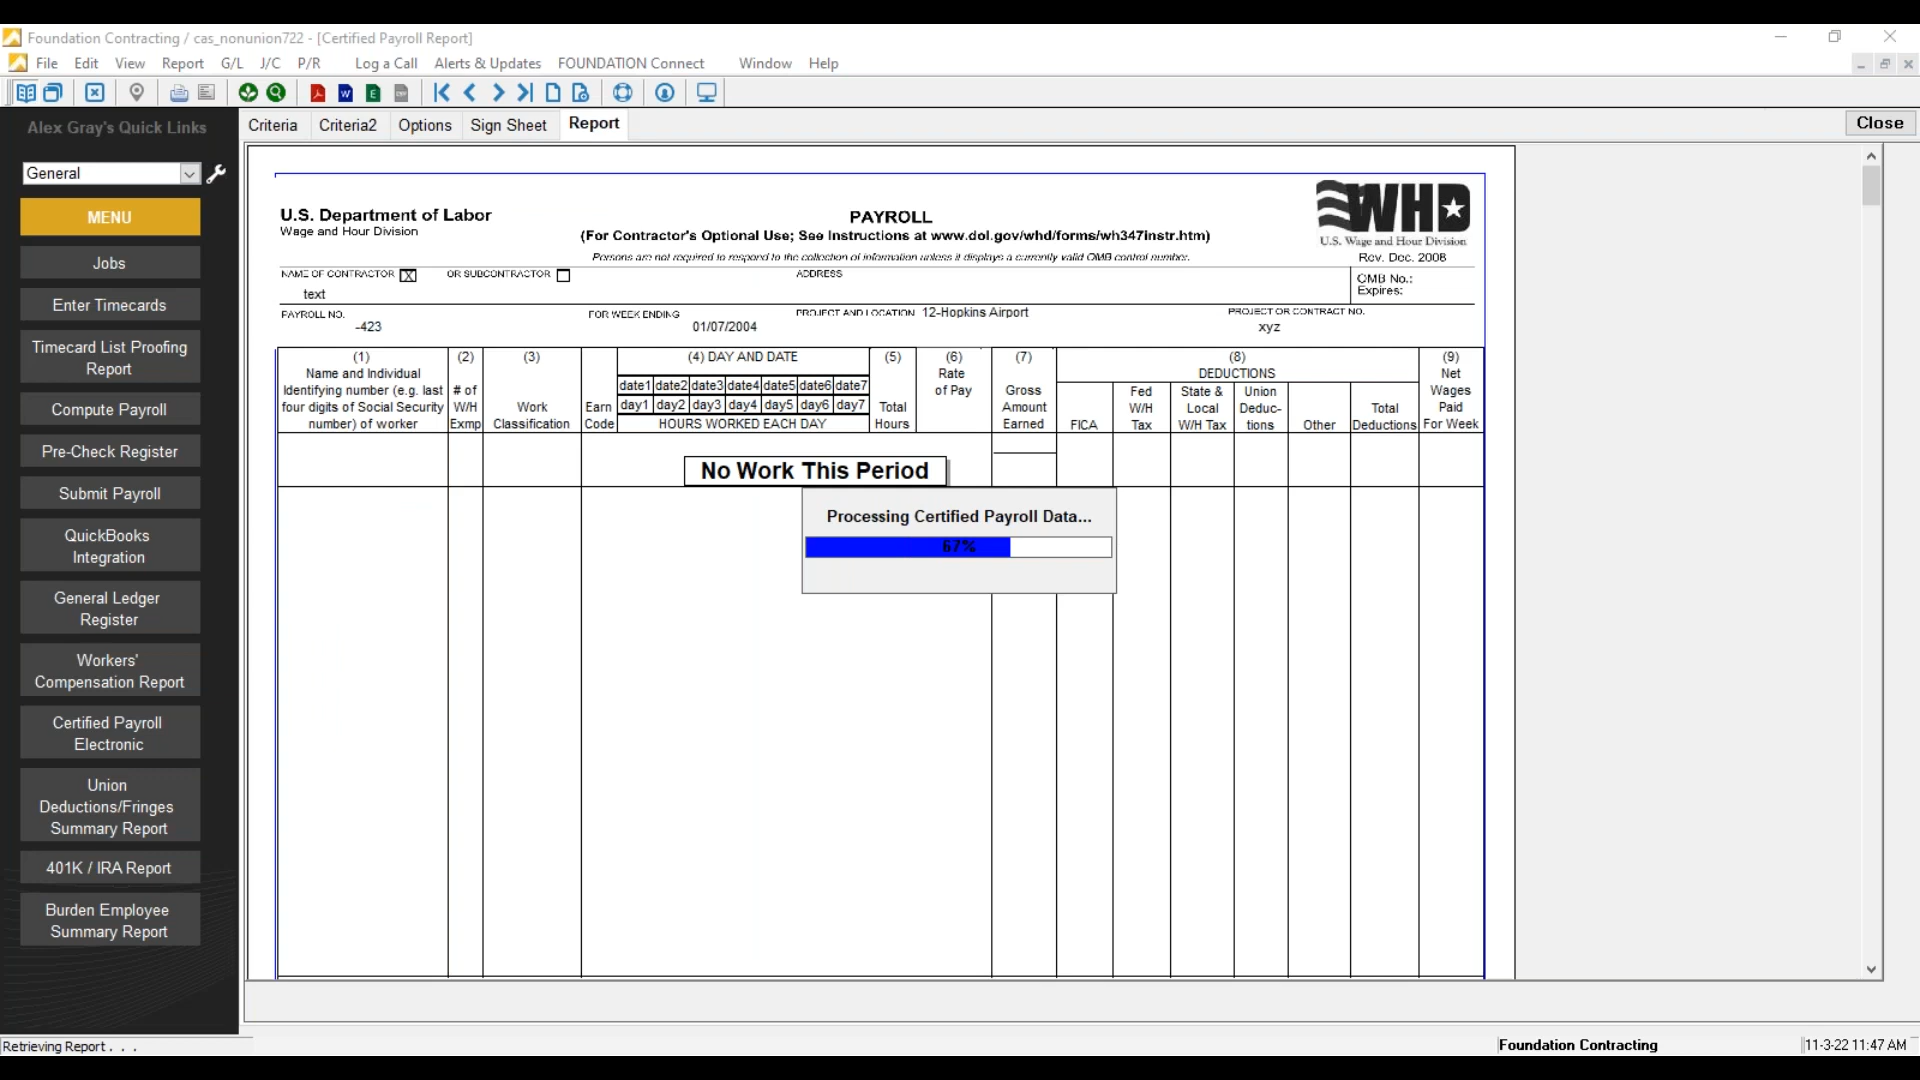 Foundation Contracting / cas_nonunion722 - [Certified Payroll Report]
File Edit View Report G/L J/C P/R Log a Call Alerts & Updates FOUNDATION Connect Window Help
Alex Gray's Quick Links
General
MENU
Jobs
Enter Timecards
Timecard List Proofing
Report
Compute Payroll
Pre-Check Register
Submit Payroll
QuickBooks
Integration
General Ledger
Register
Workers'
Compensation Report
Certified Payroll
Electronic
Union
Deductions/Fringes
Summary Report
401K / IRA Report
Burden Employee
Summary Report
Criteria Criteria2 Options Sign Sheet Report Close
U.S. Department of Labor
Wage and Hour Division
PAYROLL
(For Contractor's Optional Use; See Instructions at www.dol.gov/whd/forms/wh347instr.htm)
Persons are not required to respond to the collection of information unless it displays a currently valid OMB control number.
WHD
U.S. Wage and Hour Division
Rev. Dec. 2008
NAME OF CONTRACTOR X OR SUBCONTRACTOR ADDRESS
text
OMB No.:
Expires:
PAYROLL NO. FOR WEEK ENDING PROJECT AND LOCATION 12-Hopkins Airport PROJECT OR CONTRACT NO.
-423 01/07/2004 xyz
(1)
Name and Individual
Identifying number (e.g. last
four digits of Social Security
number) of worker
(2)
# of
W/H
Exmp
(3)
Work
Classification
Earn
Code
(4) DAY AND DATE
date1 date2 date3 date4 date5 date6 date7
day1 day2 day3 day4 day5 day6 day7
HOURS WORKED EACH DAY
(5)
Total
Hours
(6)
Rate
of Pay
(7)
Gross
Amount
Earned
(8)
DEDUCTIONS
FICA
Fed
W/H
Tax
State &
Local
W/H Tax
Union
Deduc-
tions
Other
Total
Deductions
(9)
Net
Wages
Paid
For Week
No Work This Period
Processing Certified Payroll Data...
67%
Retrieving Report . . .
Foundation Contracting
11-3-22 11:47 AM